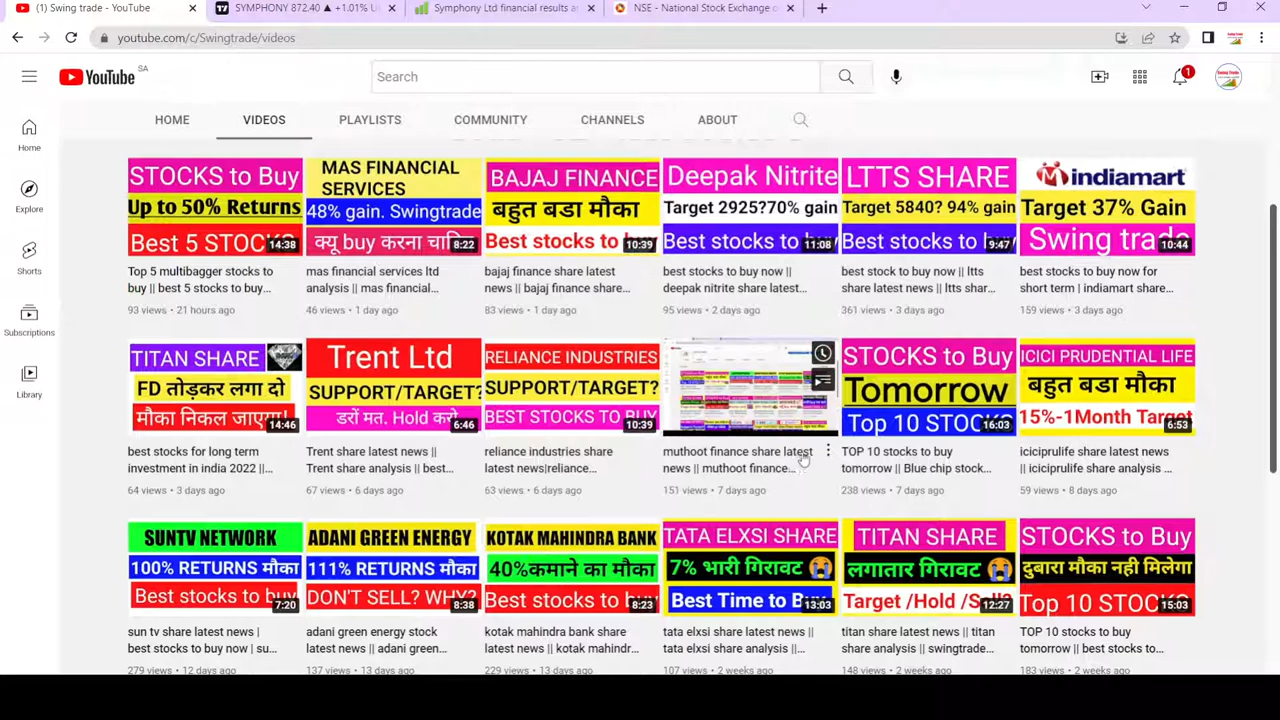 (1) Swing trade - YouTube
SYMPHONY 872.40 ▲ +1.01% U
Symphony Ltd financial results a
NSE - National Stock Exchange o
youtube.com/c/Swingtrade/videos
YouTube SA
Search
1
HOME
VIDEOS
PLAYLISTS
COMMUNITY
CHANNELS
ABOUT
Home
Explore
Shorts
Subscriptions
Library
STOCKS to Buy
Up to 50% Returns
Best 5 STOC
14:38
Top 5 multibagger stocks to
buy || best 5 stocks to buy...
93 views • 21 hours ago
MAS FINANCIAL
SERVICES
48% gain. Swingtrade
क्यू buy करना चाहि
8:22
mas financial services ltd
analysis || mas financial...
46 views • 1 day ago
BAJAJ FINANCE
बहुत बडा मौका
Best stocks to b
10:39
bajaj finance share latest
news || bajaj finance share...
83 views • 1 day ago
Deepak Nitrite
Target 2925?70% gain
Best stocks to bu
11:08
best stocks to buy now ||
deepak nitrite share latest...
95 views • 2 days ago
LTTS SHARE
Target 5840? 94% gain
Best stocks to bu
9:47
best stock to buy now || ltts
share latest news || ltts shar...
361 views • 3 days ago
indiamart
Target 37% Gain
Swing trad
10:44
best stocks to buy now for
short term | indiamart share...
159 views • 3 days ago
TITAN SHARE
FD तोड़कर लगा दो
मौका निकल जाएगा!
14:46
best stocks for long term
investment in india 2022 ||...
64 views • 3 days ago
Trent Ltd
SUPPORT/TARGET?
डरों मत. Hold करो
6:46
Trent share latest news ||
Trent share analysis || best...
67 views • 6 days ago
RELIANCE INDUSTRIES
SUPPORT/TARGET?
BEST STOCKS TO BUY
10:39
reliance industries share
latest news|reliance...
63 views • 6 days ago
muthoot finance share latest
news || muthoot finance...
151 views • 7 days ago
STOCKS to Buy
Tomorrow
Top 10 STOC
16:03
TOP 10 stocks to buy
tomorrow || Blue chip stock...
238 views • 7 days ago
ICICI PRUDENTIAL LIFE
बहुत बडा मौका
15%-1Month Target
6:53
iciciprulife share latest news
|| iciciprulife share analysis ...
59 views • 8 days ago
SUNTV NETWORK
100% RETURNS मौका
Best stocks to b
7:20
sun tv share latest news |
best stocks to buy now | su...
279 views • 12 days ago
ADANI GREEN ENERGY
111% RETURNS मौका
DON'T SELL? WHY?
8:38
adani green energy stock
latest news || adani green...
137 views • 13 days ago
KOTAK MAHINDRA BANK
40%कमाने का मौका
Best stocks to b
8:23
kotak mahindra bank share
latest news || kotak mahindr...
229 views • 13 days ago
TATA ELXSI SHARE
7% भारी गिरावट
Best Time to B
13:03
tata elxsi share latest news ||
tata elxsi share analysis ||...
107 views • 2 weeks ago
TITAN SHARE
लगातार गिरावट
Target /Hold /S
12:27
titan share latest news || titan
share analysis || swingtrade...
148 views • 2 weeks ago
STOCKS to Buy
दुबारा मौका नही मिलेगा
Top 10 STOC
15:03
TOP 10 stocks to buy
tomorrow || best stocks to...
183 views • 2 weeks ago